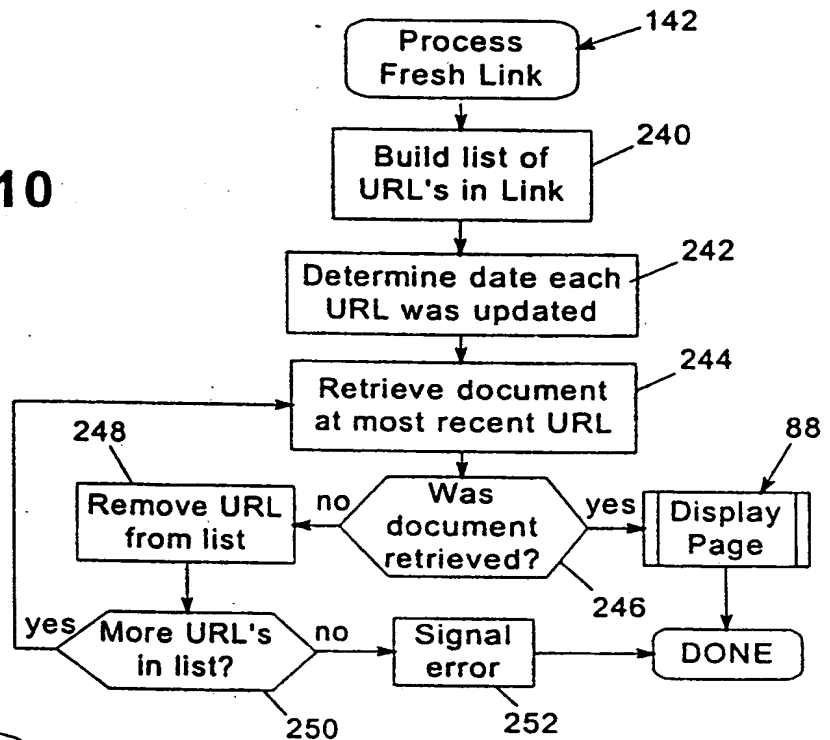 142
Process
Fresh Link
240
Build list of
URL's in Link
10
242
Determine date each
URL was updated
244
Retrieve document
at most recent URL
248
88
Remove URL
from list
no
Was
document
retrieved?
yes
Display
Page
246
yes
More URL's
in list?
no
Signal
error
DONE
250
252